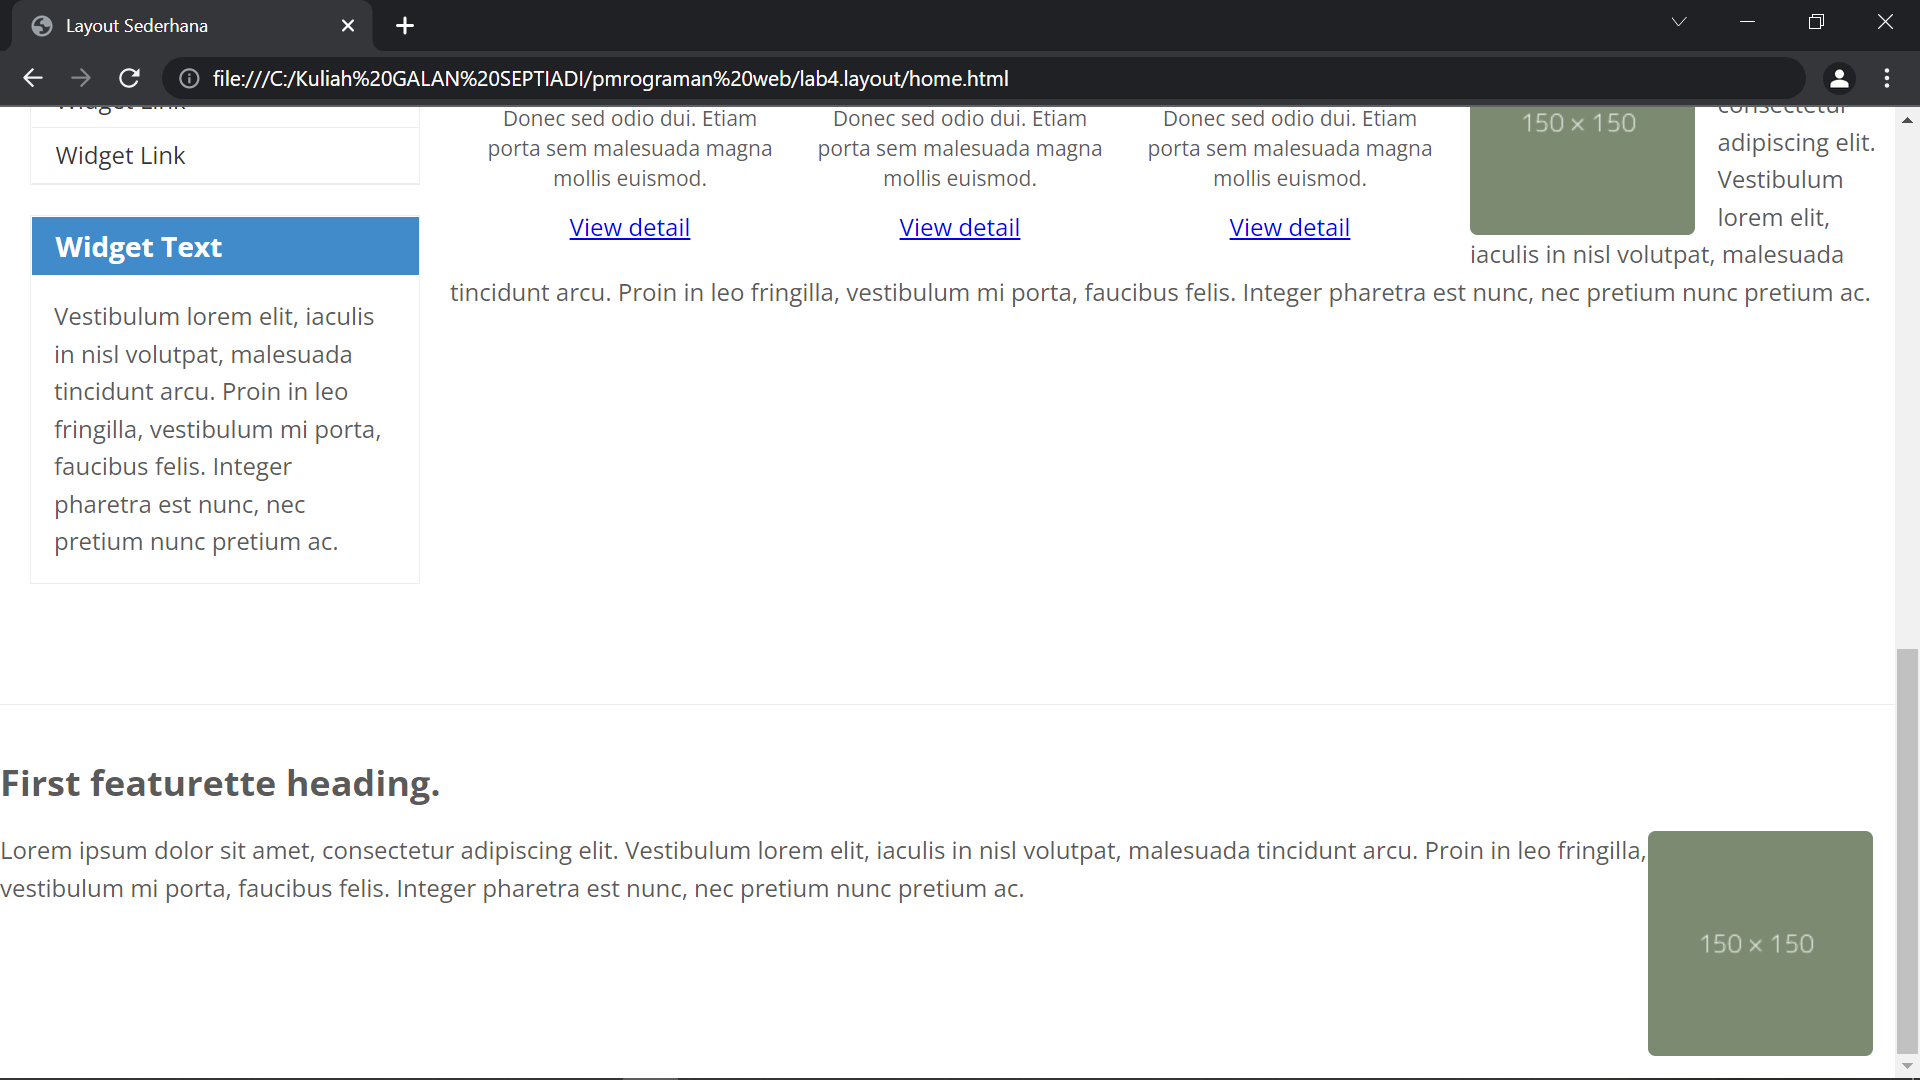 Layout Sederhana
file:///C:/Kuliah%20GALAN%20SEPTIADI/pmrograman%20web/lab4.layout/home.html
Widget Link
Widget Link
Widget Text
Vestibulum lorem elit, iaculis
in nisl volutpat, malesuada
tincidunt arcu. Proin in leo
fringilla, vestibulum mi porta,
faucibus felis. Integer
pharetra est nunc, nec
pretium nunc pretium ac.
Donec sed odio dui. Etiam
porta sem malesuada magna
mollis euismod.
View detail
Donec sed odio dui. Etiam
porta sem malesuada magna
mollis euismod.
View detail
Donec sed odio dui. Etiam
porta sem malesuada magna
mollis euismod.
View detail
150 × 150
consectetur
adipiscing elit.
Vestibulum
lorem elit,
iaculis in nisl volutpat, malesuada
tincidunt arcu. Proin in leo fringilla, vestibulum mi porta, faucibus felis. Integer pharetra est nunc, nec pretium nunc pretium ac.
First featurette heading.
Lorem ipsum dolor sit amet, consectetur adipiscing elit. Vestibulum lorem elit, iaculis in nisl volutpat, malesuada tincidunt arcu. Proin in leo fringilla,
vestibulum mi porta, faucibus felis. Integer pharetra est nunc, nec pretium nunc pretium ac.
150 × 150